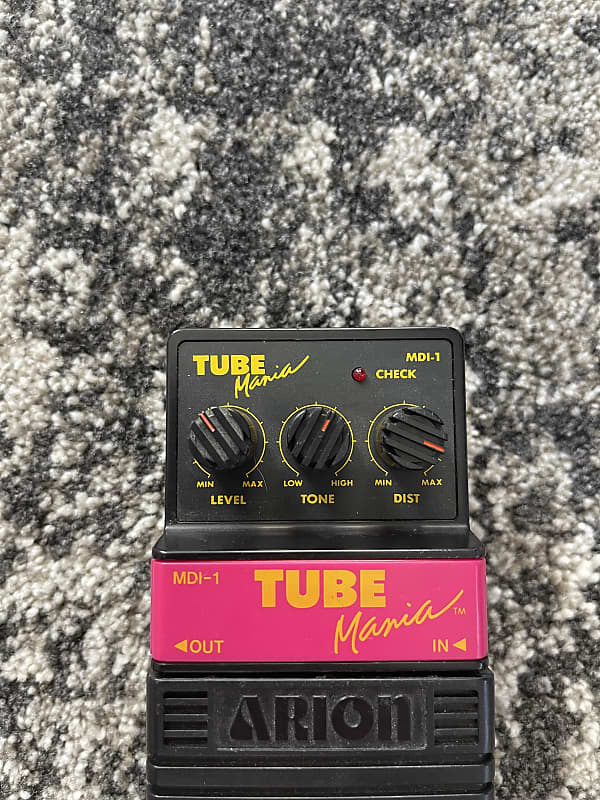 TUBE
Mania
MDI-1
CHECK
MIN MAX LOW HIGH MIN MAX
LEVEL TONE DIST
MDI-1
TUBE
Mania™
◄OUT IN◄
ARION